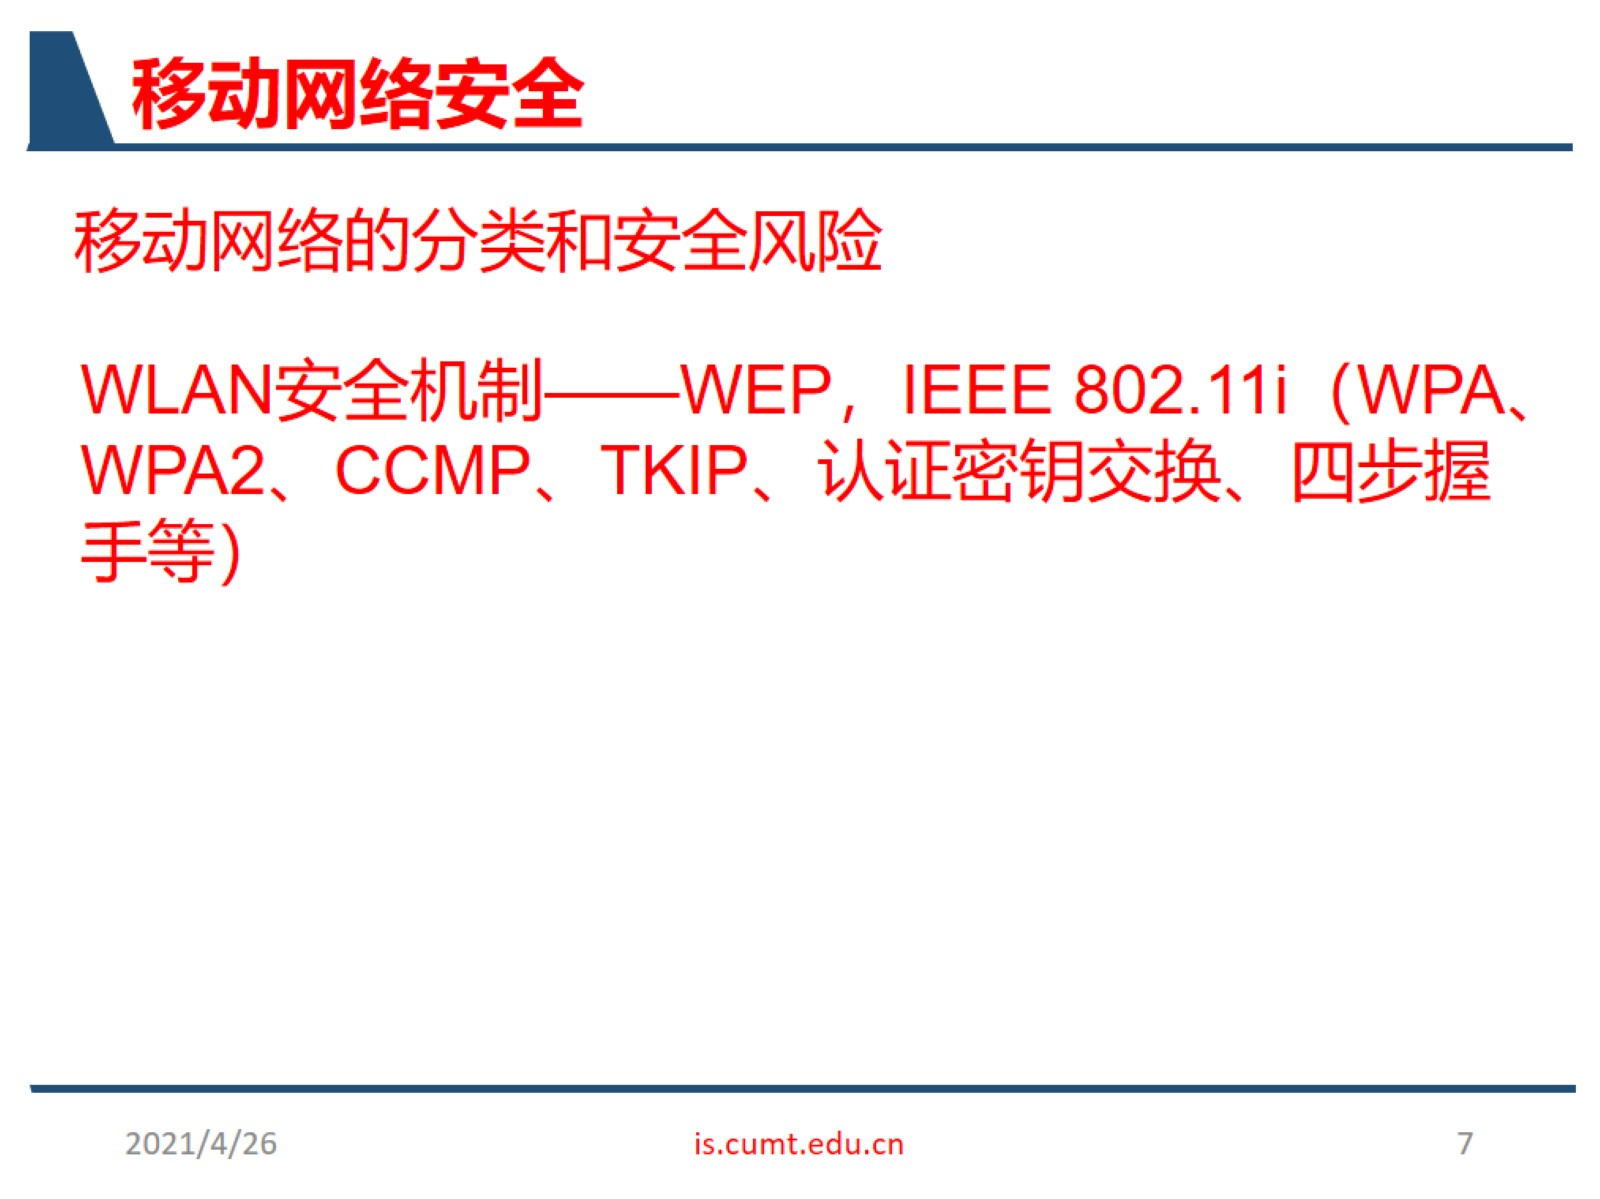 移动网络安全
移动网络的分类和安全风险
WLAN安全机制——WEP，IEEE 802.11i（WPA、
WPA2、CCMP、TKIP、认证密钥交换、四步握
手等）
2021/4/26
is.cumt.edu.cn
7